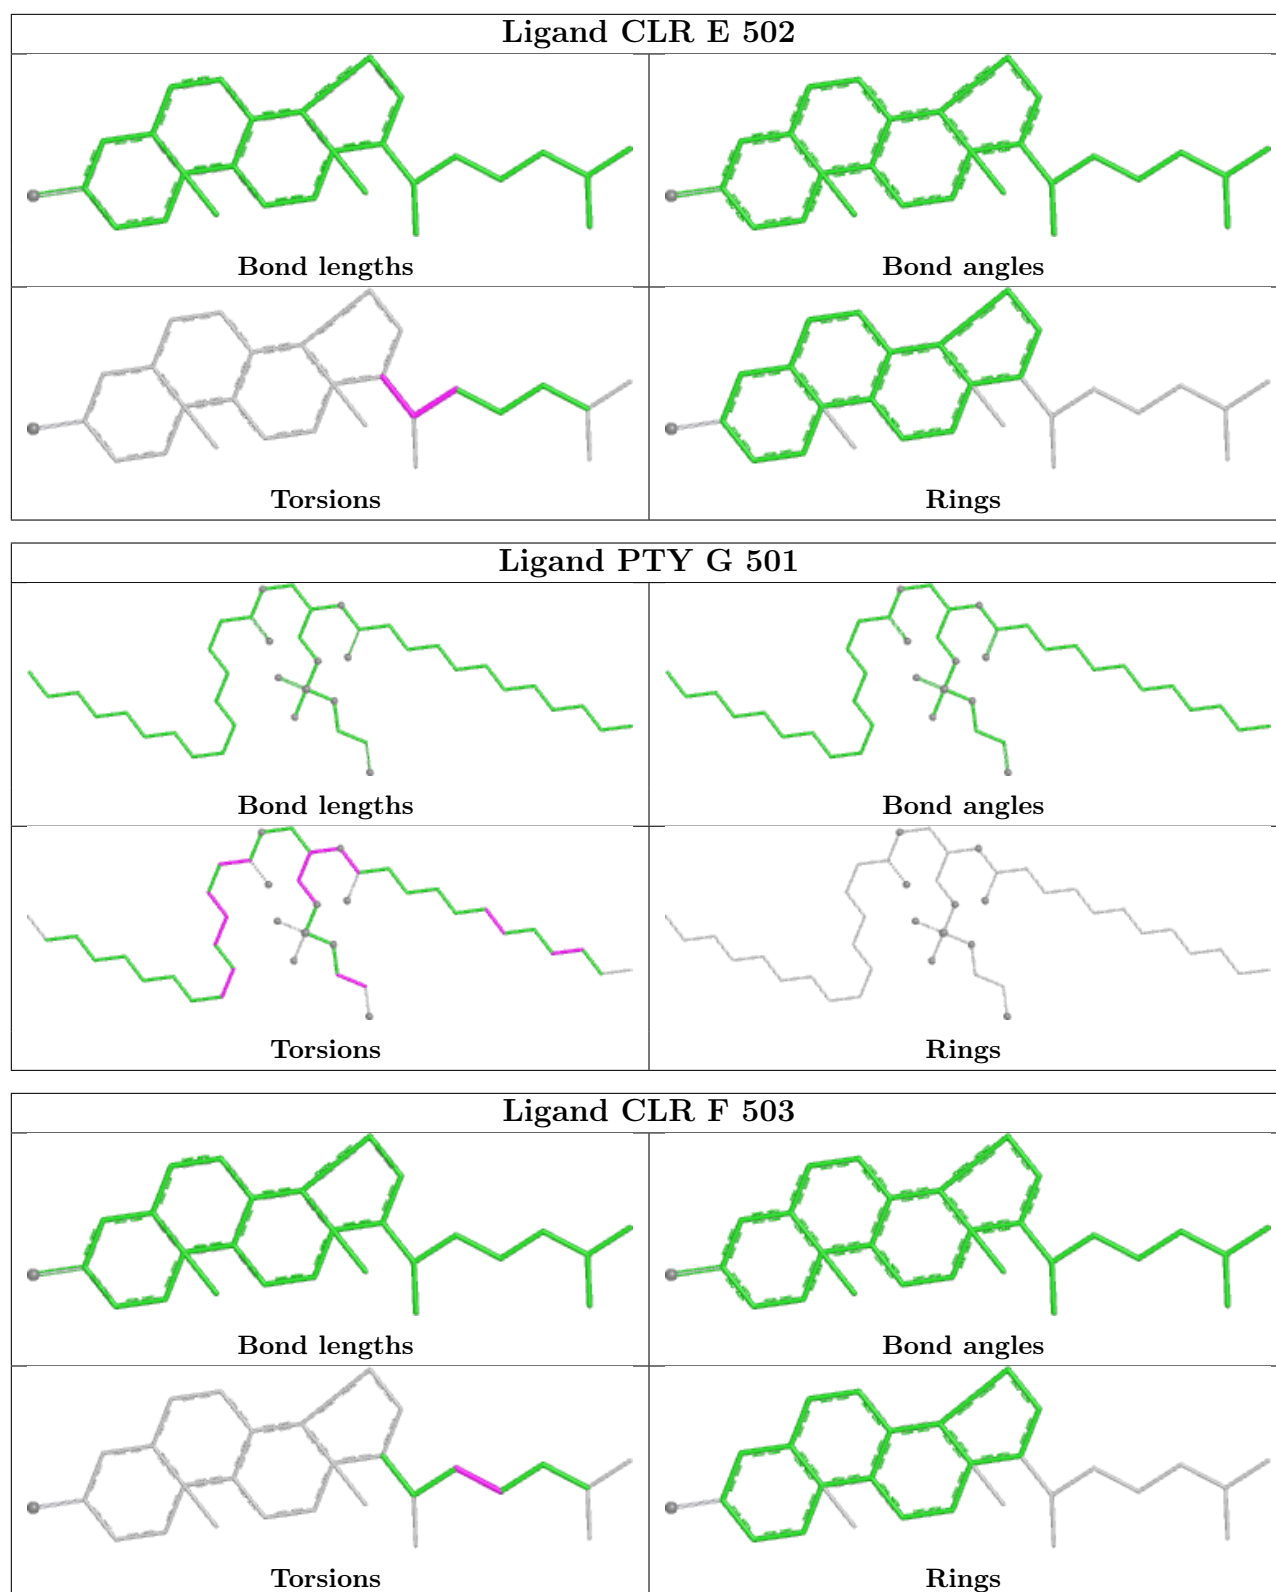 Ligand CLR E 502
Bond lengths
Bond angles
Torsions
Rings
Ligand PTY G 501
Bond lengths
Bond angles
Torsions
Rings
Ligand CLR F 503
Bond lengths
Bond angles
Torsions
Rings